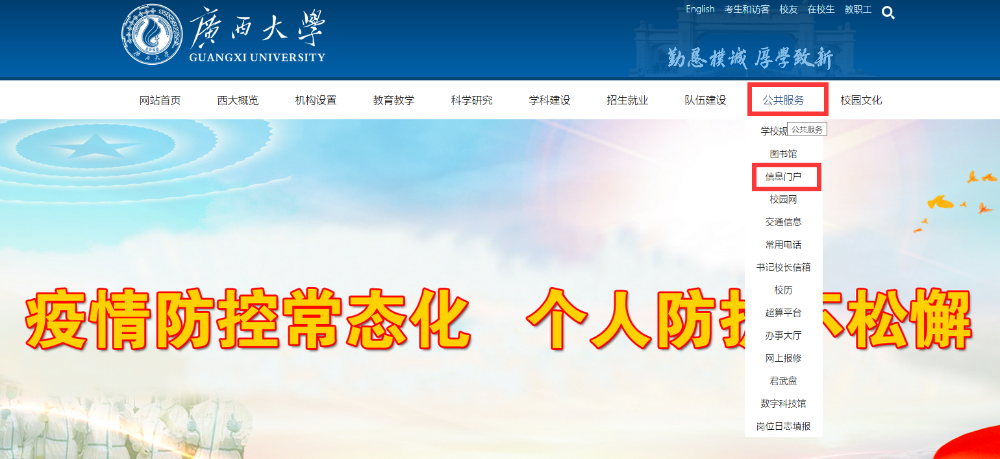 English 考生和访客 校友 在校生 教职工
廣西大學
GUANGXI UNIVERSITY
勤恳樸诚 厚學致新
网站首页 西大概览 机构设置 教育教学 科学研究 学科建设 招生就业 队伍建设 公共服务 校园文化
学校规
公共服务
图书馆
信息门户
校园网
交通信息
常用电话
书记校长信箱
校历
疫情防控常态化 个人防护不松懈
超算平台
办事大厅
网上报修
君武盘
数字科技馆
岗位日志填报